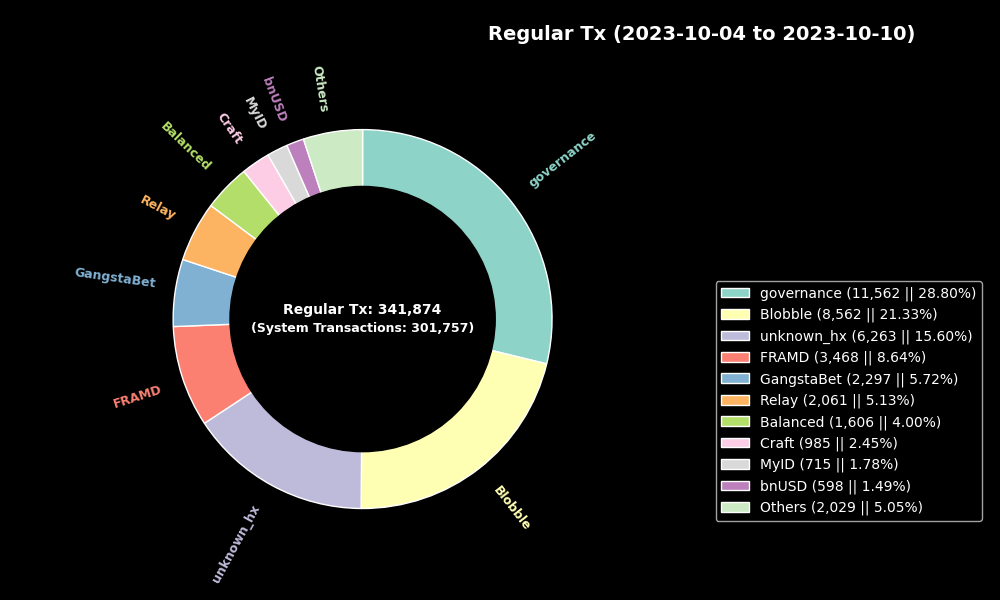 Regular Tx (2023-10-04 to 2023-10-10)
Others
bnUSD
MyID
Craft
Balanced
Relay
GangstaBet
FRAMD
unknown_hx
Blobble
governance
Regular Tx: 341,874
(System Transactions: 301,757)
governance (11,562 || 28.80%)
Blobble (8,562 || 21.33%)
unknown_hx (6,263 || 15.60%)
FRAMD (3,468 || 8.64%)
GangstaBet (2,297 || 5.72%)
Relay (2,061 || 5.13%)
Balanced (1,606 || 4.00%)
Craft (985 || 2.45%)
MyID (715 || 1.78%)
bnUSD (598 || 1.49%)
Others (2,029 || 5.05%)